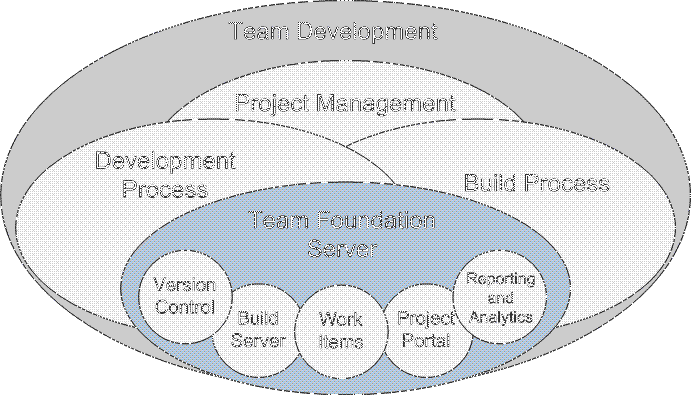 Team Development
Project Management
Development
Process
Build Process
Team Foundation
Server
Version
Control
Build
Server
Work
Items
Project
Portal
Reporting
and
Analytics